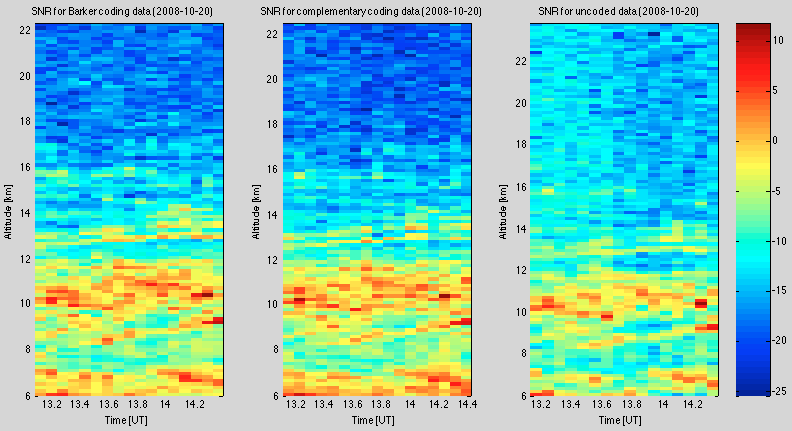 SNR for Barker coding data (2008-10-20)
SNR for complementary coding data (2008-10-20)
SNR for uncoded data (2008-10-20)
Altitude [km]
22
20
18
16
14
12
10
8
6
13.2 13.4 13.6 13.8 14 14.2
Time [UT]
Altitude [km]
22
20
18
16
14
12
10
8
6
13.2 13.4 13.6 13.8 14 14.2 14.4
Time [UT]
Altitude [km]
22
20
18
16
14
12
10
8
6
13.2 13.4 13.6 13.8 14 14.2
Time [UT]
10
5
0
-5
-10
-15
-20
-25